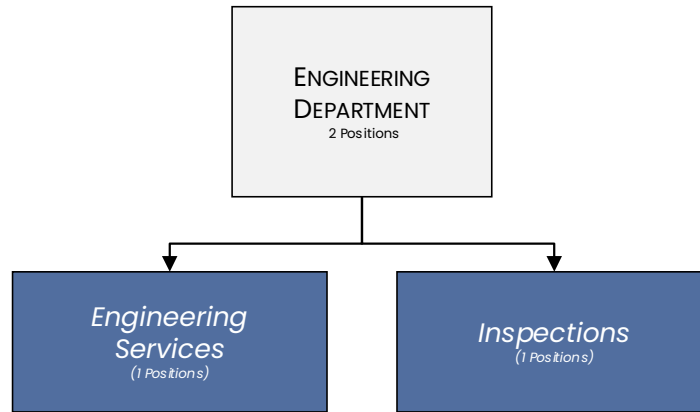 ENGINEERING
DEPARTMENT
2 Positions
Engineering
Services
(1 Positions)
Inspections
(1 Positions)